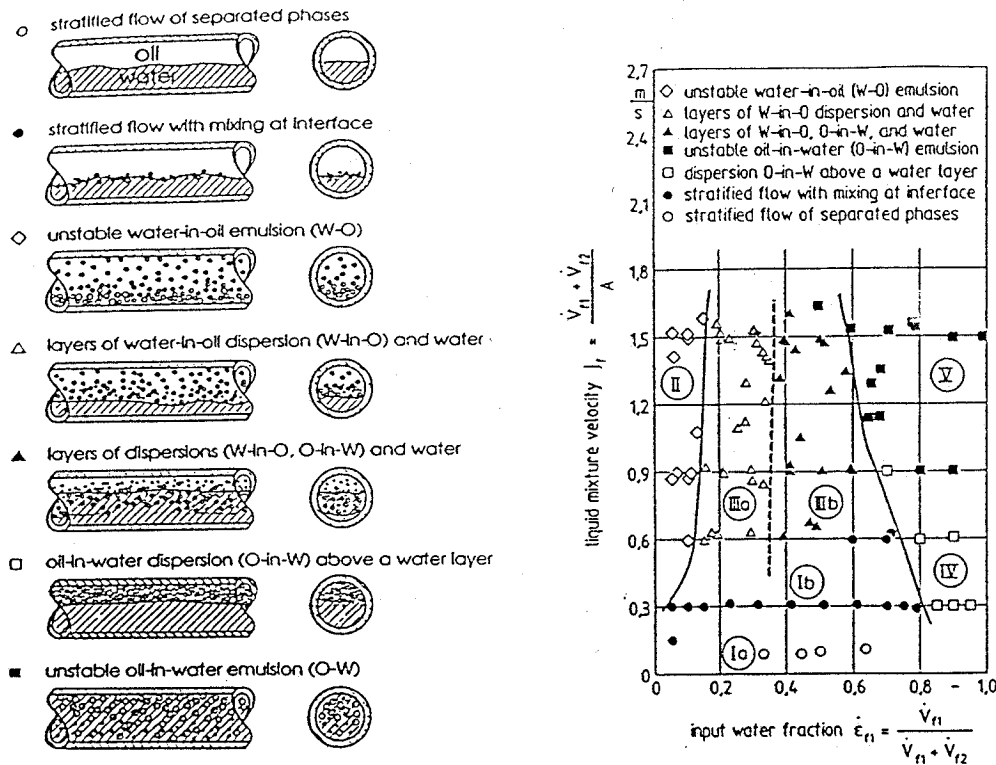 stratified flow of separated phases
oil
water
stratified flow with mixing at interface
unstable water-in-oil emulsion (W-O)
layers of water-in-oil dispersion (W-in-O) and water
layers of dispersions (W-in-O, O-in-W) and water
oil-in-water dispersion (O-in-W) above a water layer
unstable oil-in-water emulsion (O-W)
2,7
m
s
2,4
2,1
1,8
1,5
1,2
0,9
0,6
0,3
0
unstable water-in-oil (W-O) emulsion
layers of W-in-O dispersion and water
layers of W-in-O, O-in-W, and water
unstable oil-in-water (O-in-W) emulsion
dispersion O-in-W above a water layer
stratified flow with mixing at interface
stratified flow of separated phases
liquid mixture velocity J_f = (V̇_f1 + V̇_f2) / A
II
V
IIIa
IIIb
Ib
IV
Ia
0 0,2 0,4 0,6 0,8 - 1,0
input water fraction ε̇_f1 = V̇_f1 / (V̇_f1 + V̇_f2)